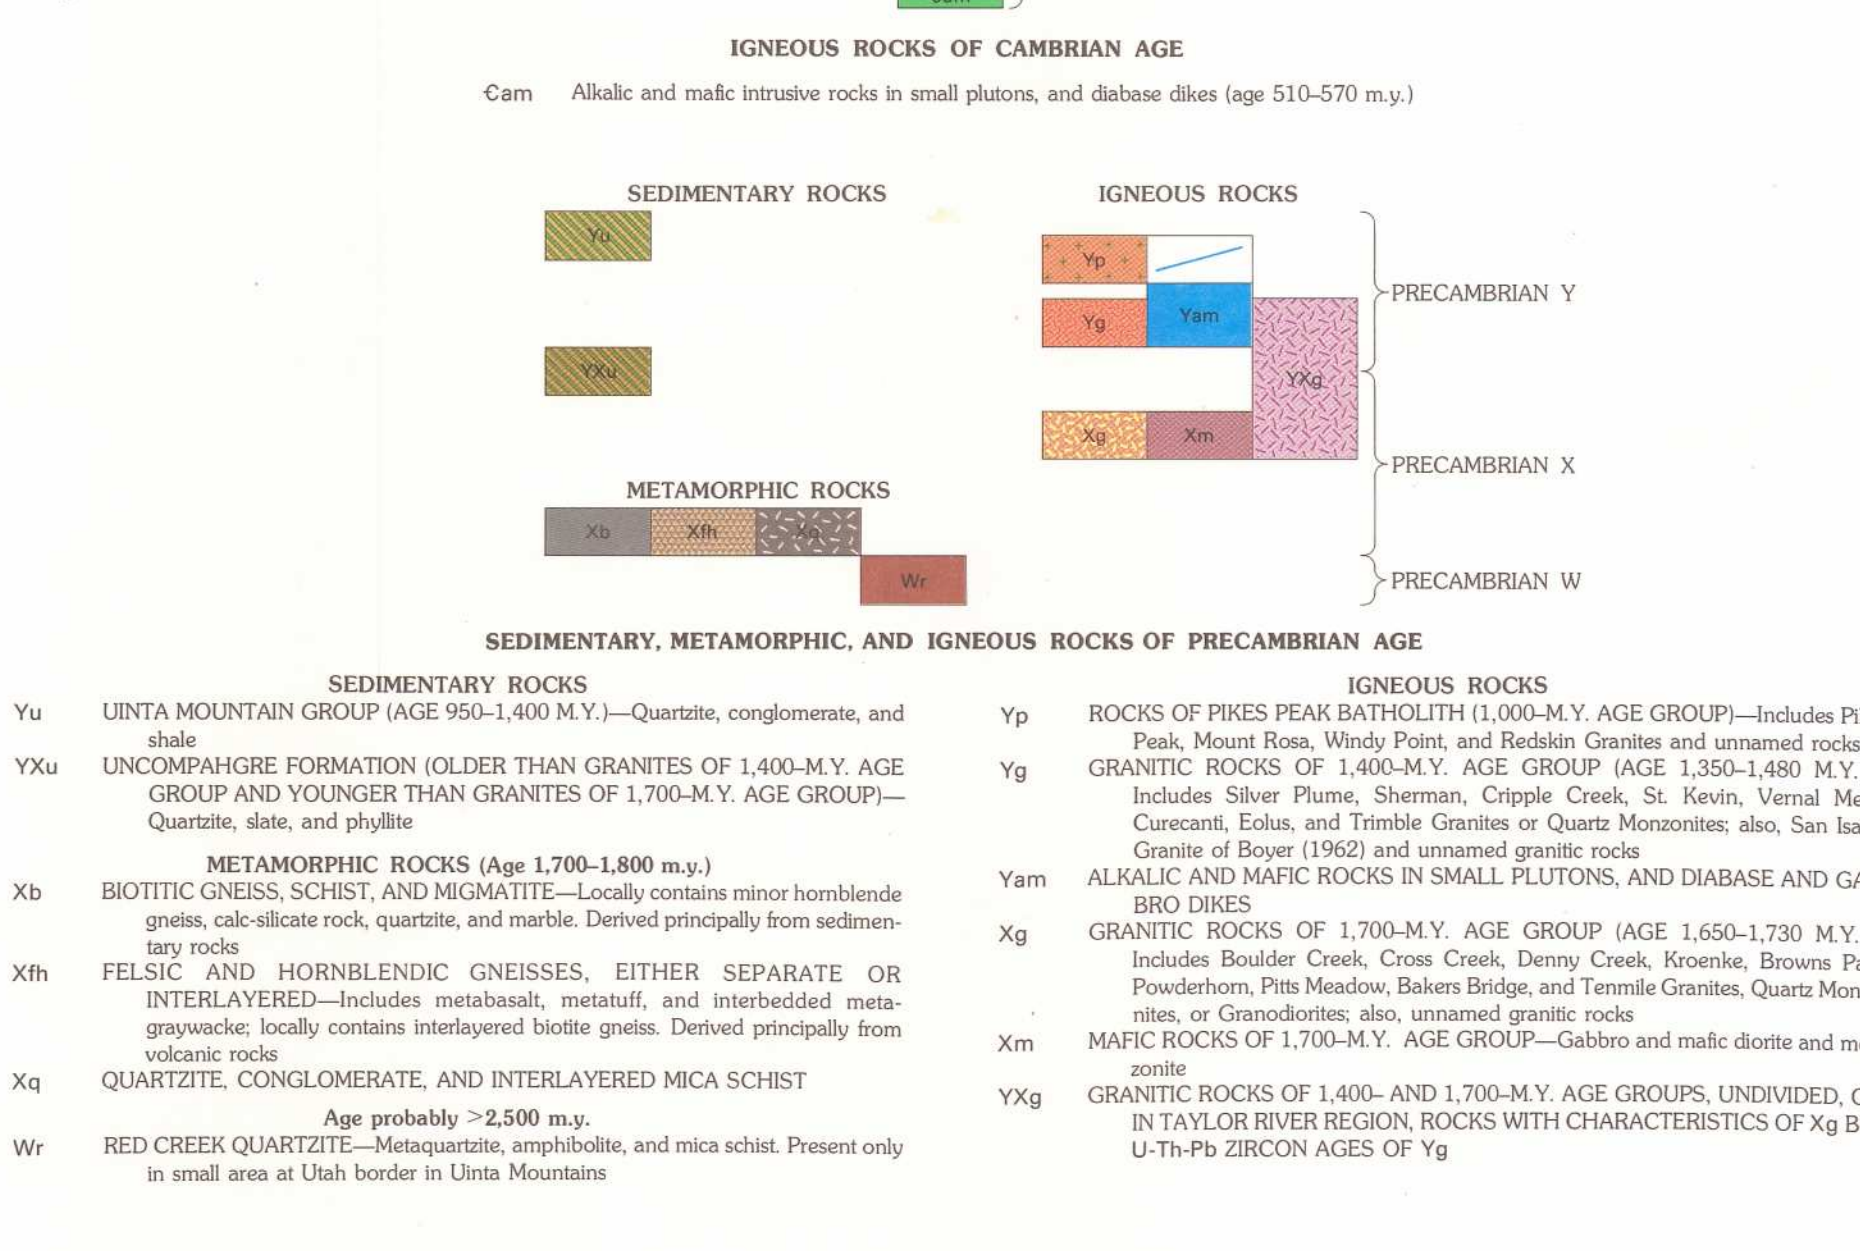 IGNEOUS ROCKS OF CAMBRIAN AGE
Ꞓam Alkalic and mafic intrusive rocks in small plutons, and diabase dikes (age 510–570 m.y.)
SEDIMENTARY ROCKS
IGNEOUS ROCKS
Yu
Yp
PRECAMBRIAN Y
Yg
Yam
YXu
YXg
Xg
Xm
PRECAMBRIAN X
METAMORPHIC ROCKS
Xb
Xfh
Xq
Wr
PRECAMBRIAN W
SEDIMENTARY, METAMORPHIC, AND IGNEOUS ROCKS OF PRECAMBRIAN AGE
SEDIMENTARY ROCKS
Yu UINTA MOUNTAIN GROUP (AGE 950–1,400 M.Y.)—Quartzite, conglomerate, and
shale
YXu UNCOMPAHGRE FORMATION (OLDER THAN GRANITES OF 1,400–M.Y. AGE
GROUP AND YOUNGER THAN GRANITES OF 1,700–M.Y. AGE GROUP)—
Quartzite, slate, and phyllite
METAMORPHIC ROCKS (Age 1,700–1,800 m.y.)
Xb BIOTITIC GNEISS, SCHIST, AND MIGMATITE—Locally contains minor hornblende
gneiss, calc-silicate rock, quartzite, and marble. Derived principally from sedimen-
tary rocks
Xfh FELSIC AND HORNBLENDIC GNEISSES, EITHER SEPARATE OR
INTERLAYERED—Includes metabasalt, metatuff, and interbedded meta-
graywacke; locally contains interlayered biotite gneiss. Derived principally from
volcanic rocks
Xq QUARTZITE, CONGLOMERATE, AND INTERLAYERED MICA SCHIST
Age probably >2,500 m.y.
Wr RED CREEK QUARTZITE—Metaquartzite, amphibolite, and mica schist. Present only
in small area at Utah border in Uinta Mountains
IGNEOUS ROCKS
Yp ROCKS OF PIKES PEAK BATHOLITH (1,000–M.Y. AGE GROUP)—Includes Pi
Peak, Mount Rosa, Windy Point, and Redskin Granites and unnamed rocks
Yg GRANITIC ROCKS OF 1,400–M.Y. AGE GROUP (AGE 1,350–1,480 M.Y.
Includes Silver Plume, Sherman, Cripple Creek, St. Kevin, Vernal Me
Curecanti, Eolus, and Trimble Granites or Quartz Monzonites; also, San Isa
Granite of Boyer (1962) and unnamed granitic rocks
Yam ALKALIC AND MAFIC ROCKS IN SMALL PLUTONS, AND DIABASE AND GA
BRO DIKES
Xg GRANITIC ROCKS OF 1,700–M.Y. AGE GROUP (AGE 1,650–1,730 M.Y.
Includes Boulder Creek, Cross Creek, Denny Creek, Kroenke, Browns Pa
Powderhorn, Pitts Meadow, Bakers Bridge, and Tenmile Granites, Quartz Mon
nites, or Granodiorites; also, unnamed granitic rocks
Xm MAFIC ROCKS OF 1,700–M.Y. AGE GROUP—Gabbro and mafic diorite and m
zonite
YXg GRANITIC ROCKS OF 1,400– AND 1,700–M.Y. AGE GROUPS, UNDIVIDED,
IN TAYLOR RIVER REGION, ROCKS WITH CHARACTERISTICS OF Xg B
U-Th-Pb ZIRCON AGES OF Yg